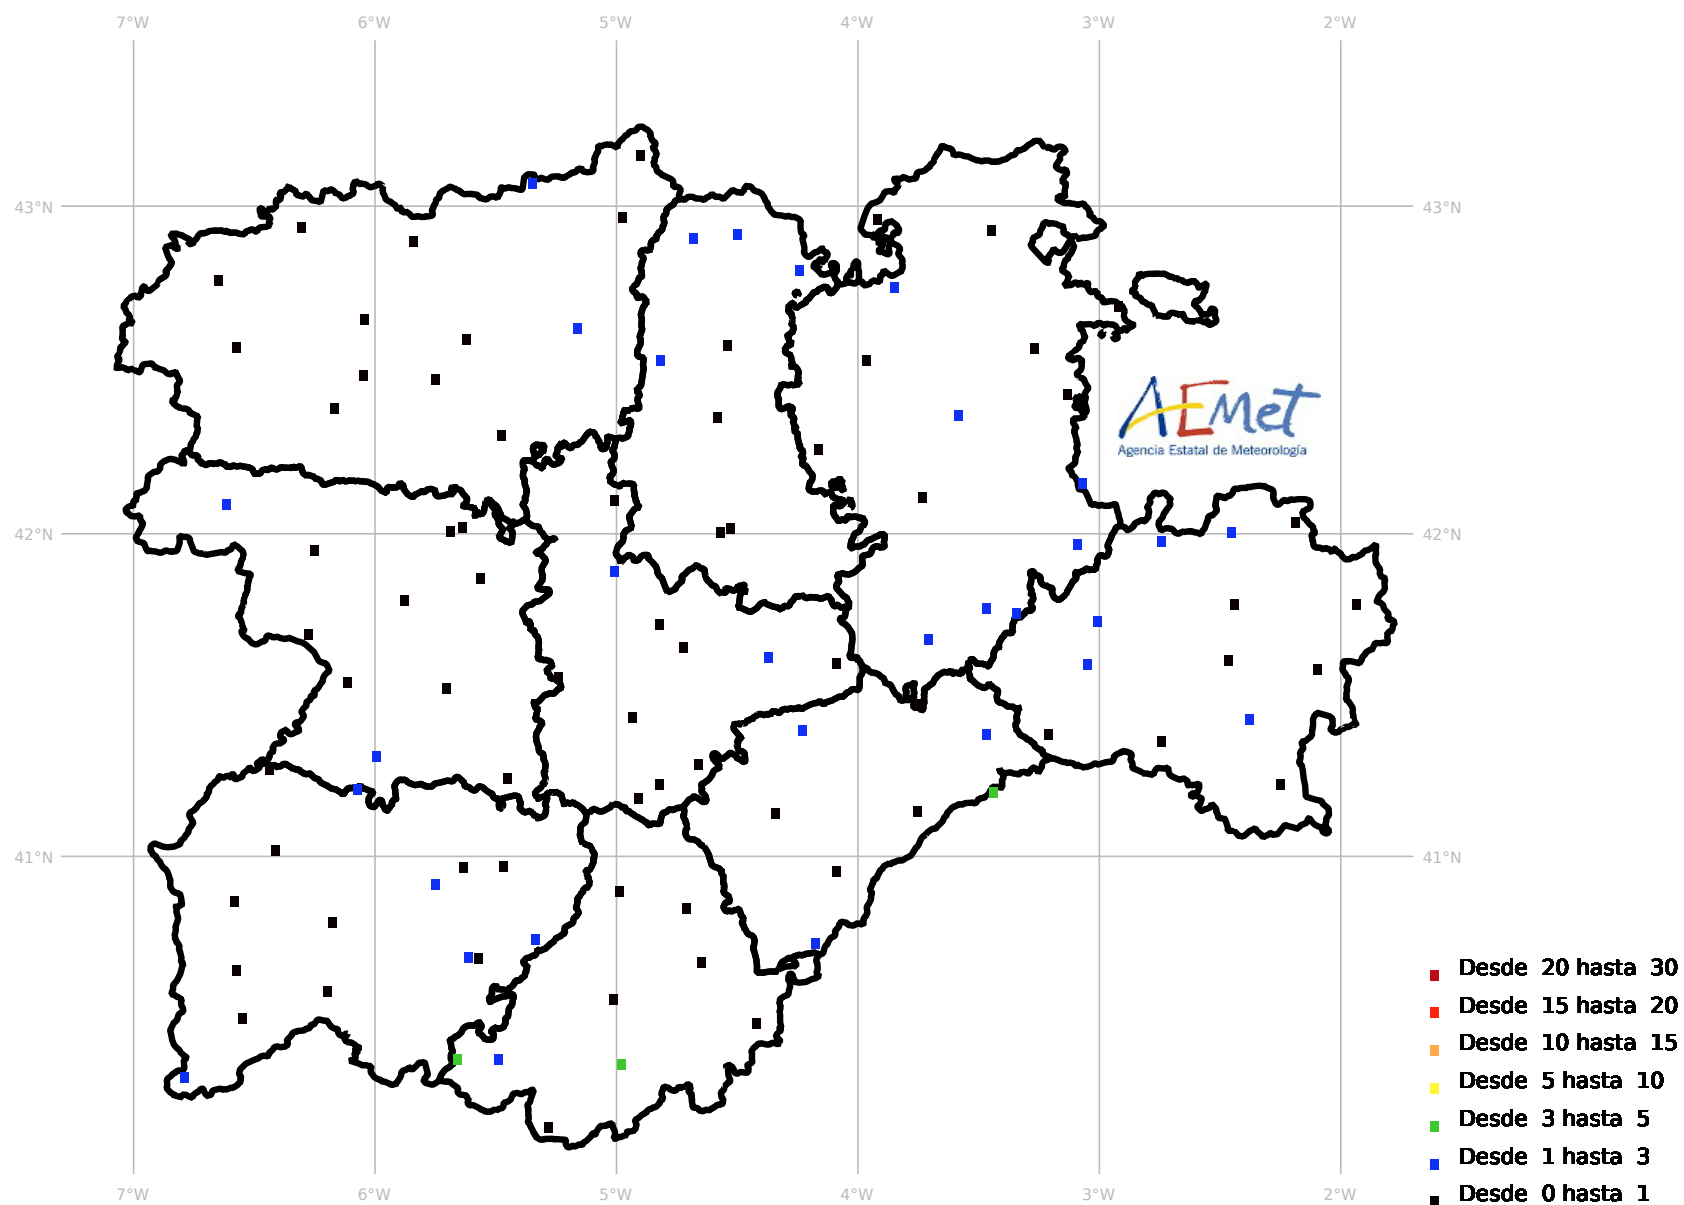 7°W 6°W 5°W 4°W 3°W 2°W
43°N 43°N
AEMet
Agencia Estatal de Meteorología
42°N 42°N
41°N 41°N
Desde 20 hasta 30
Desde 15 hasta 20
Desde 10 hasta 15
Desde 5 hasta 10
Desde 3 hasta 5
Desde 1 hasta 3
Desde 0 hasta 1
7°W 6°W 5°W 4°W 3°W 2°W